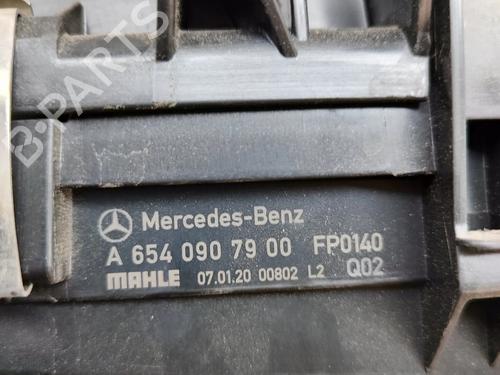 B-PARTS
Mercedes-Benz
A 654 090 79 00 FP0140
MAHLE 07.01.20 00802 L2 Q02